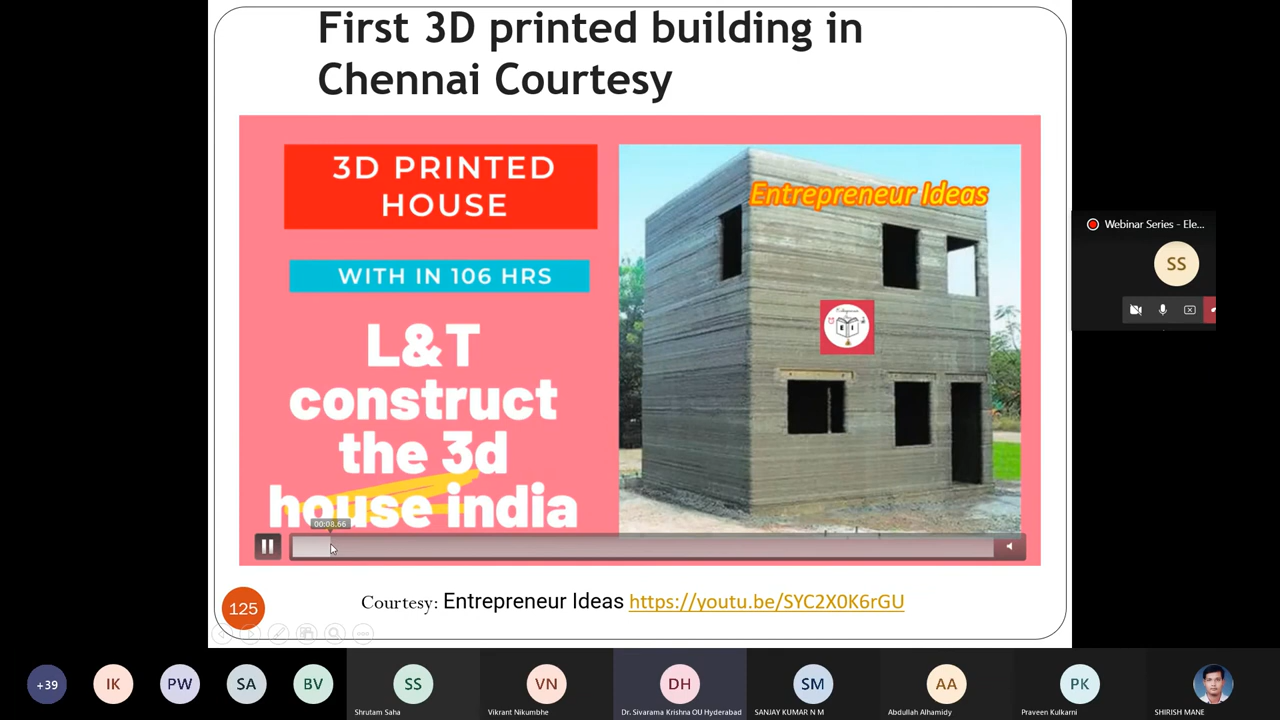 First 3D printed building in
Chennai Courtesy
3D PRINTED
HOUSE
WITH IN 106 HRS
L&T
construct
the 3d
house india
Entrepreneur Ideas
E I
00:08.66
125
Courtesy: Entrepreneur Ideas https://youtu.be/SYC2X0K6rGU
Webinar Series - Ele...
SS
+39
IK
PW
SA
BV
SS
Shrutam Saha
VN
Vikrant Nikumbhe
DH
Dr. Sivarama Krishna OU Hyderabad
SM
SANJAY KUMAR N M
AA
Abdullah Alhamidy
PK
Praveen Kulkarni
SHIRISH MANE